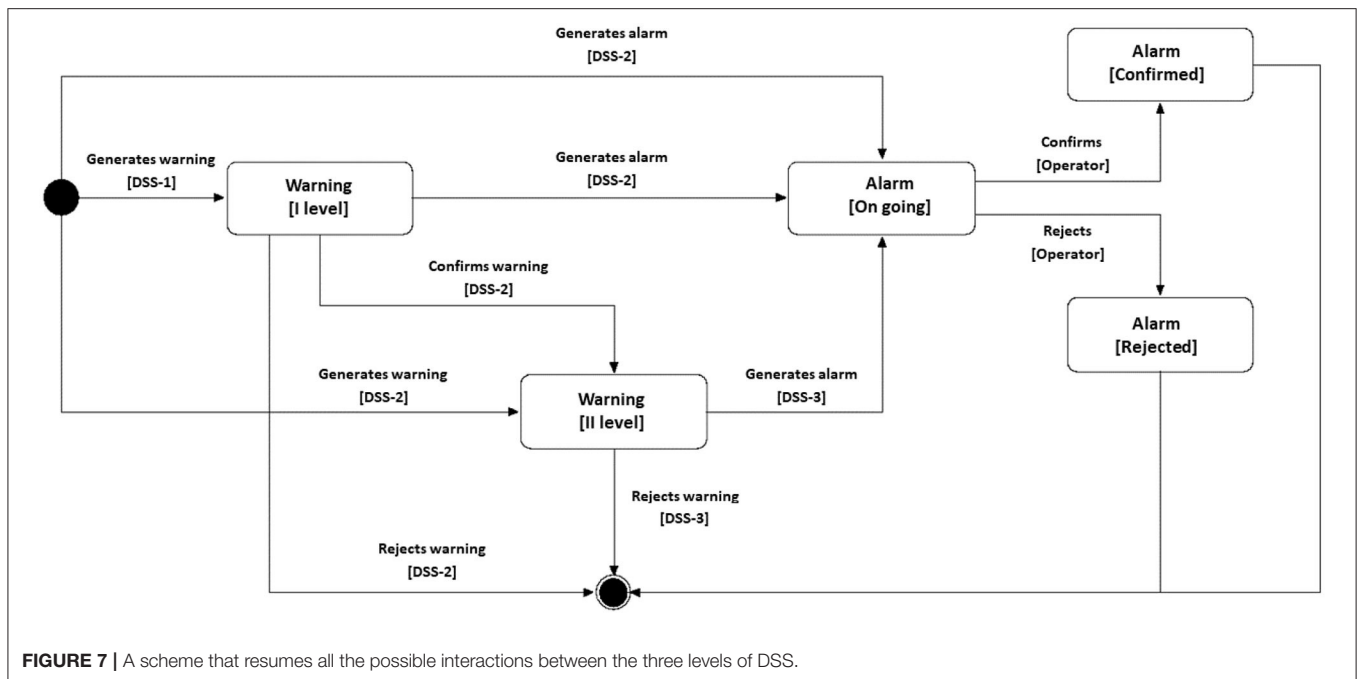 Generates alarm
[DSS-2]
Alarm
[Confirmed]
Generates warning
[DSS-1]
Warning
[I level]
Generates alarm
[DSS-2]
Alarm
[On going]
Confirms
[Operator]
Rejects
[Operator]
Confirms warning
[DSS-2]
Alarm
[Rejected]
Generates warning
[DSS-2]
Warning
[II level]
Generates alarm
[DSS-3]
Rejects warning
[DSS-3]
Rejects warning
[DSS-2]
FIGURE 7 | A scheme that resumes all the possible interactions between the three levels of DSS.